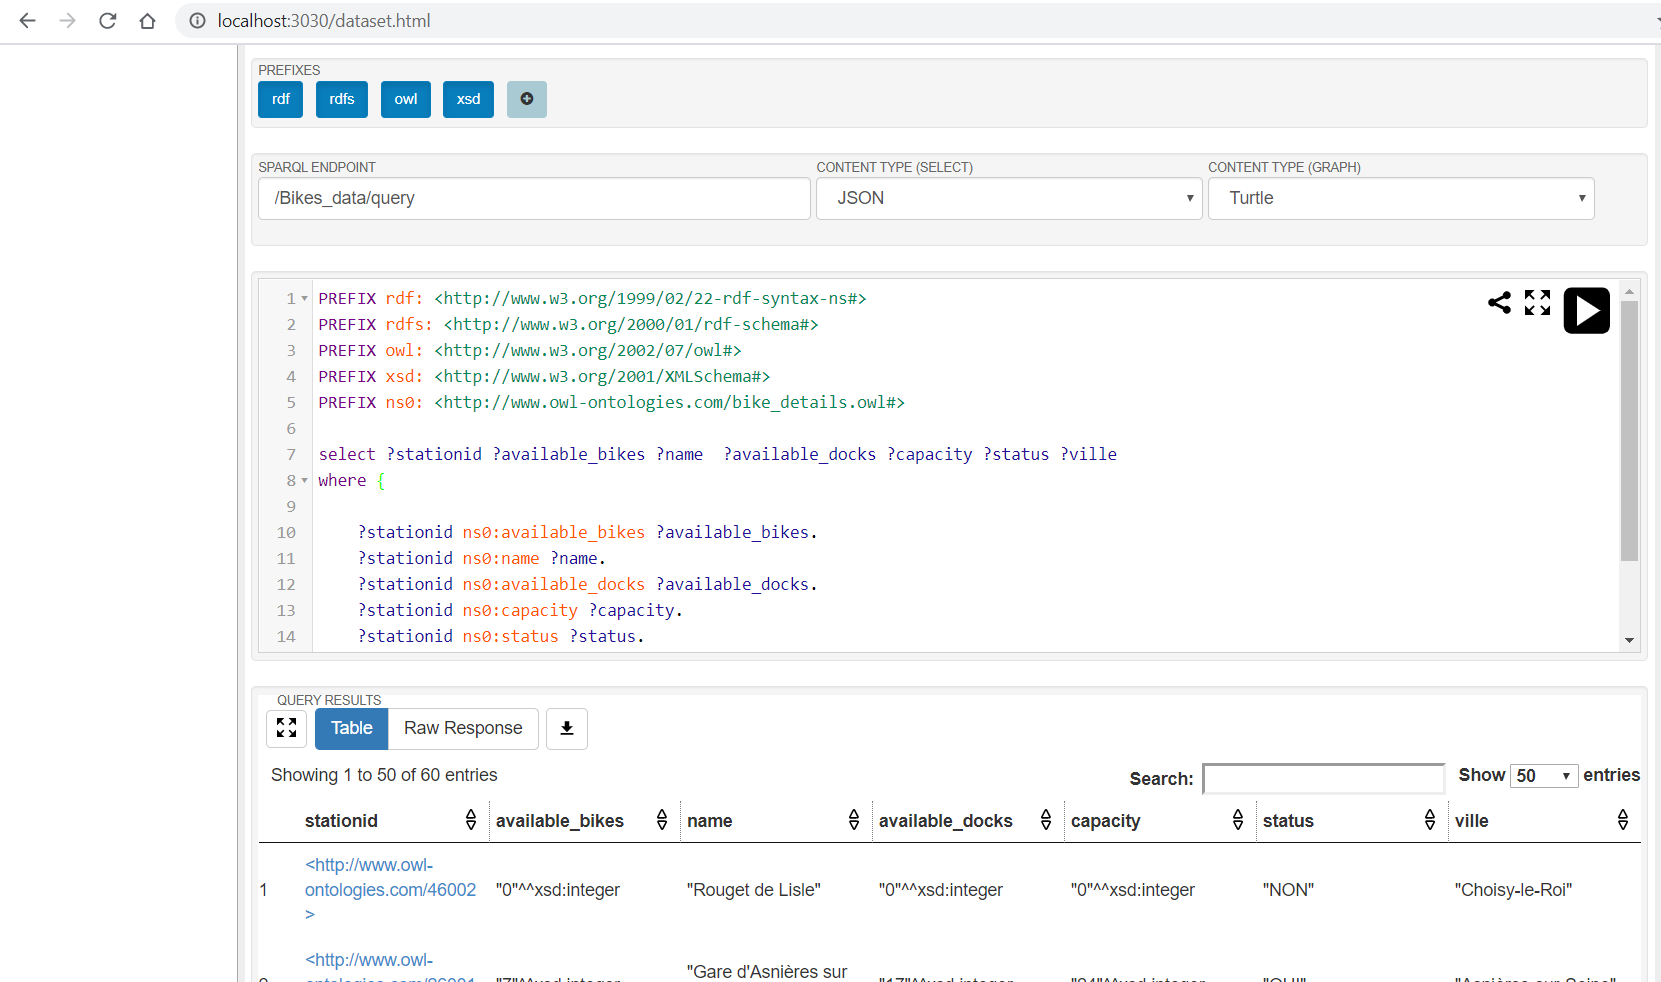 localhost:3030/dataset.html
PREFIXES
rdf rdfs owl xsd
SPARQL ENDPOINT CONTENT TYPE (SELECT) CONTENT TYPE (GRAPH)
/Bikes_data/query JSON Turtle
1 PREFIX rdf: <http://www.w3.org/1999/02/22-rdf-syntax-ns#>
2 PREFIX rdfs: <http://www.w3.org/2000/01/rdf-schema#>
3 PREFIX owl: <http://www.w3.org/2002/07/owl#>
4 PREFIX xsd: <http://www.w3.org/2001/XMLSchema#>
5 PREFIX ns0: <http://www.owl-ontologies.com/bike_details.owl#>
6
7 select ?stationid ?available_bikes ?name  ?available_docks ?capacity ?status ?ville
8 where {
9
10 ?stationid ns0:available_bikes ?available_bikes.
11 ?stationid ns0:name ?name.
12 ?stationid ns0:available_docks ?available_docks.
13 ?stationid ns0:capacity ?capacity.
14 ?stationid ns0:status ?status.
QUERY RESULTS
Table Raw Response
Showing 1 to 50 of 60 entries
Search: Show 50 entries
stationid available_bikes name available_docks capacity status ville
<http://www.owl-
1 ontologies.com/46002 "0"^^xsd:integer "Rouget de Lisle" "0"^^xsd:integer "0"^^xsd:integer "NON" "Choisy-le-Roi"
>
<http://www.owl-
"Gare d'Asnières sur